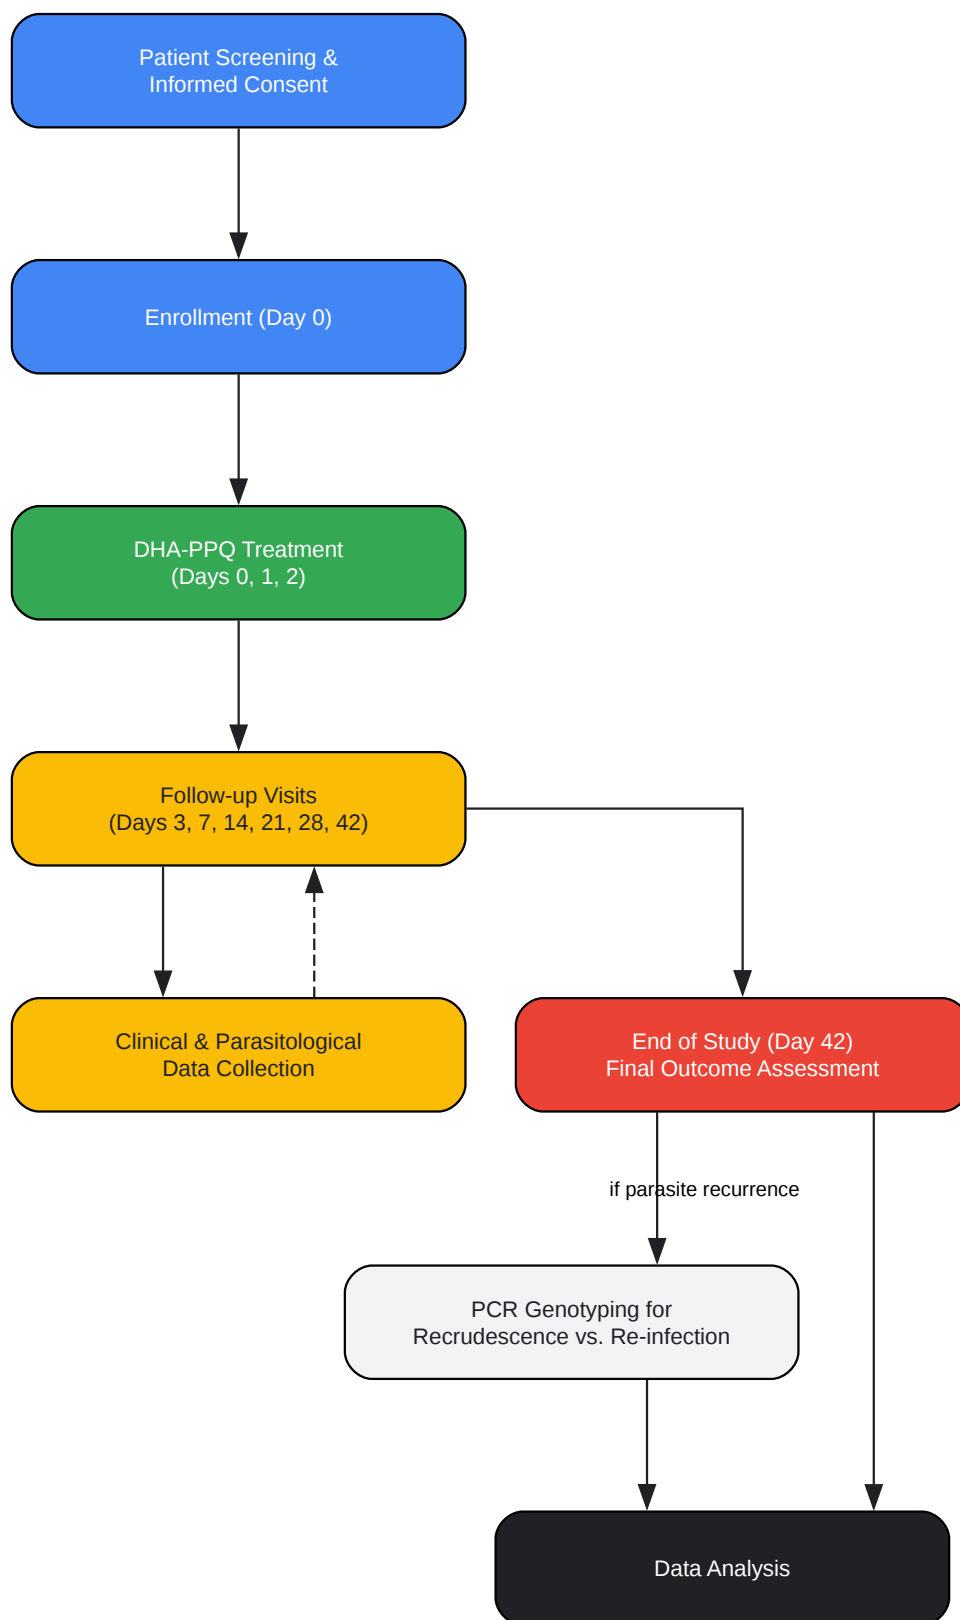 Patient Screening &
Informed Consent
Enrollment (Day 0)
DHA-PPQ Treatment
(Days 0, 1, 2)
Follow-up Visits
(Days 3, 7, 14, 21, 28, 42)
Clinical & Parasitological
Data Collection
End of Study (Day 42)
Final Outcome Assessment
if parasite recurrence
PCR Genotyping for
Recrudescence vs. Re-infection
Data Analysis